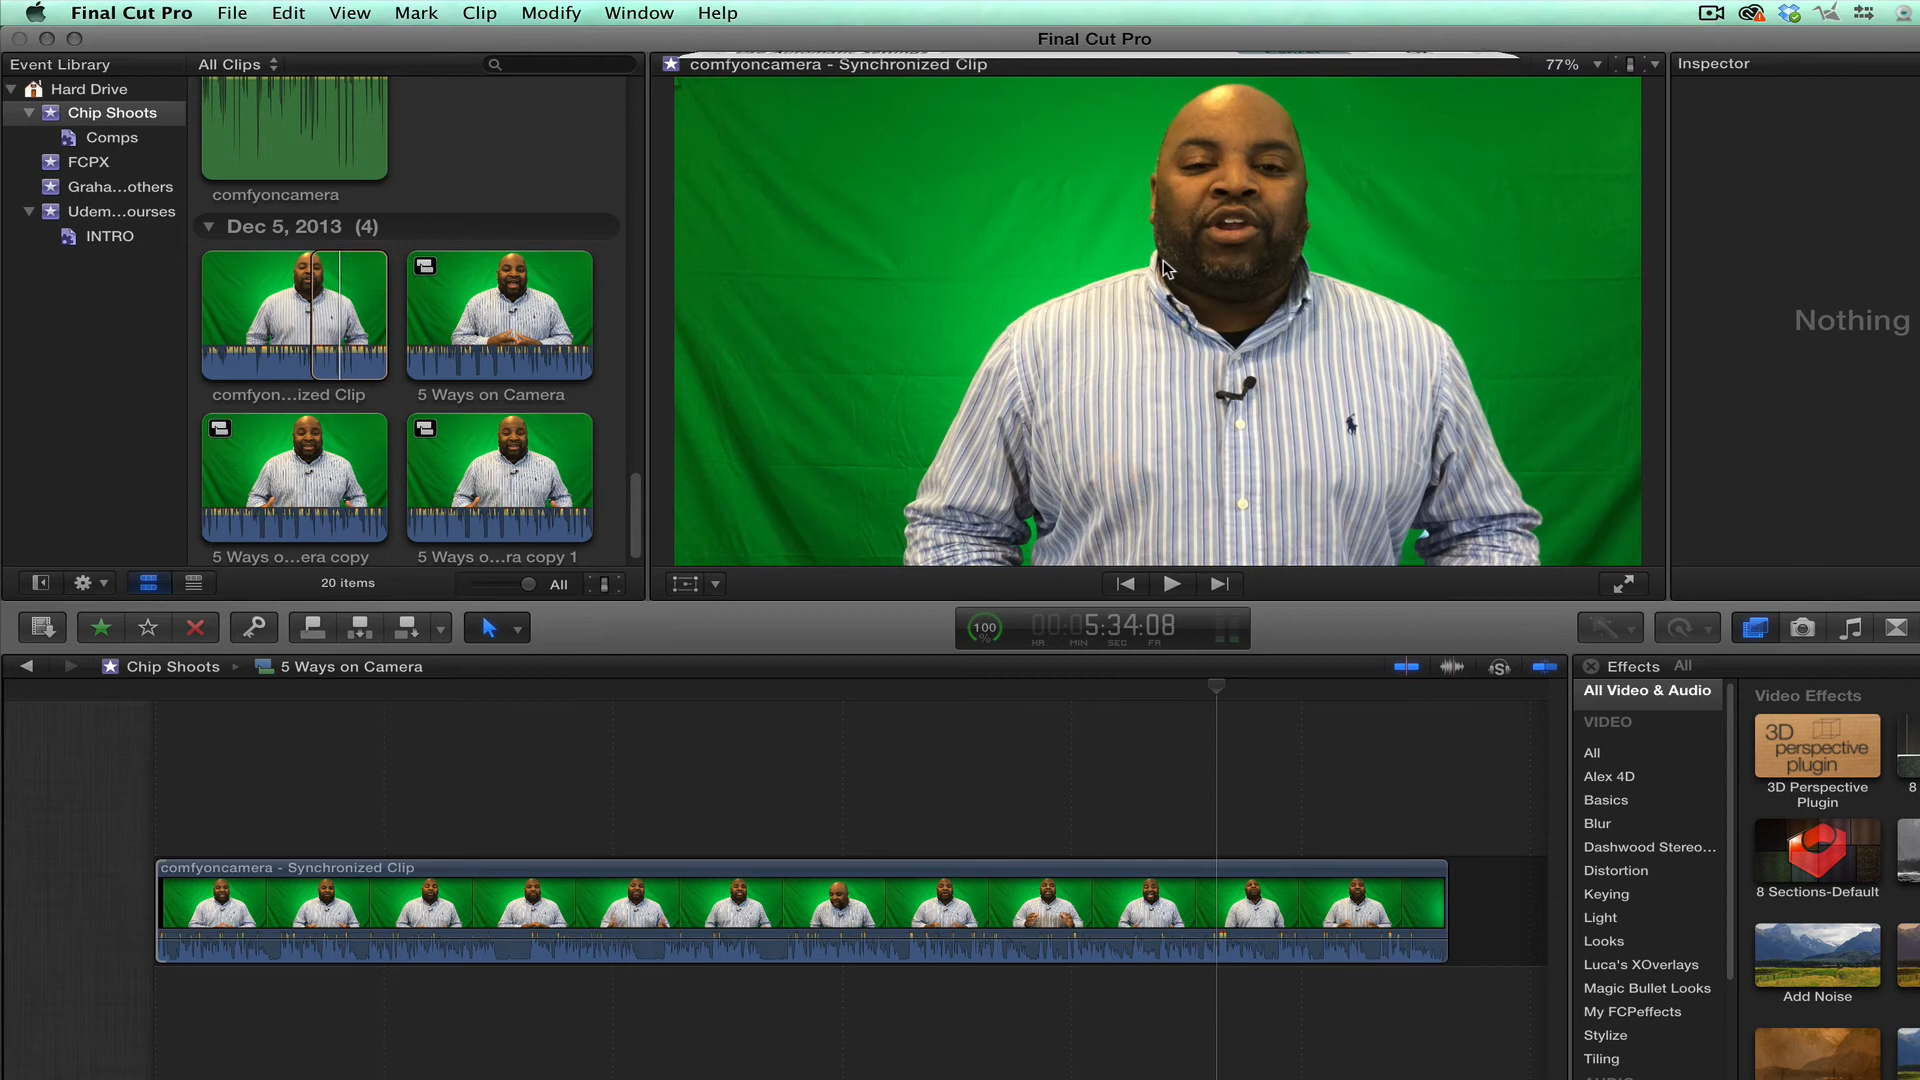 Final Cut Pro File Edit View Mark Clip Modify Window Help
Final Cut Pro
Event Library
All Clips
comfyoncamera - Synchronized Clip
77%
Inspector
Hard Drive
Chip Shoots
Comps
FCPX
Graha...others
Udem...ourses
INTRO
comfyoncamera
Dec 5, 2013 (4)
comfyon...ized Clip
5 Ways on Camera
5 Ways o...era copy
5 Ways o...ra copy 1
Nothing
20 items
All
100 %
00:05:34:08
HR MIN SEC FR
Chip Shoots
5 Ways on Camera
Effects All
All Video & Audio
VIDEO
All
Alex 4D
Basics
Blur
Dashwood Stereo...
Distortion
Keying
Light
Looks
Luca's XOverlays
Magic Bullet Looks
My FCPeffects
Stylize
Tiling
Video Effects
3D perspective plugin
3D Perspective Plugin
8
8 Sections-Default
Add Noise
comfyoncamera - Synchronized Clip